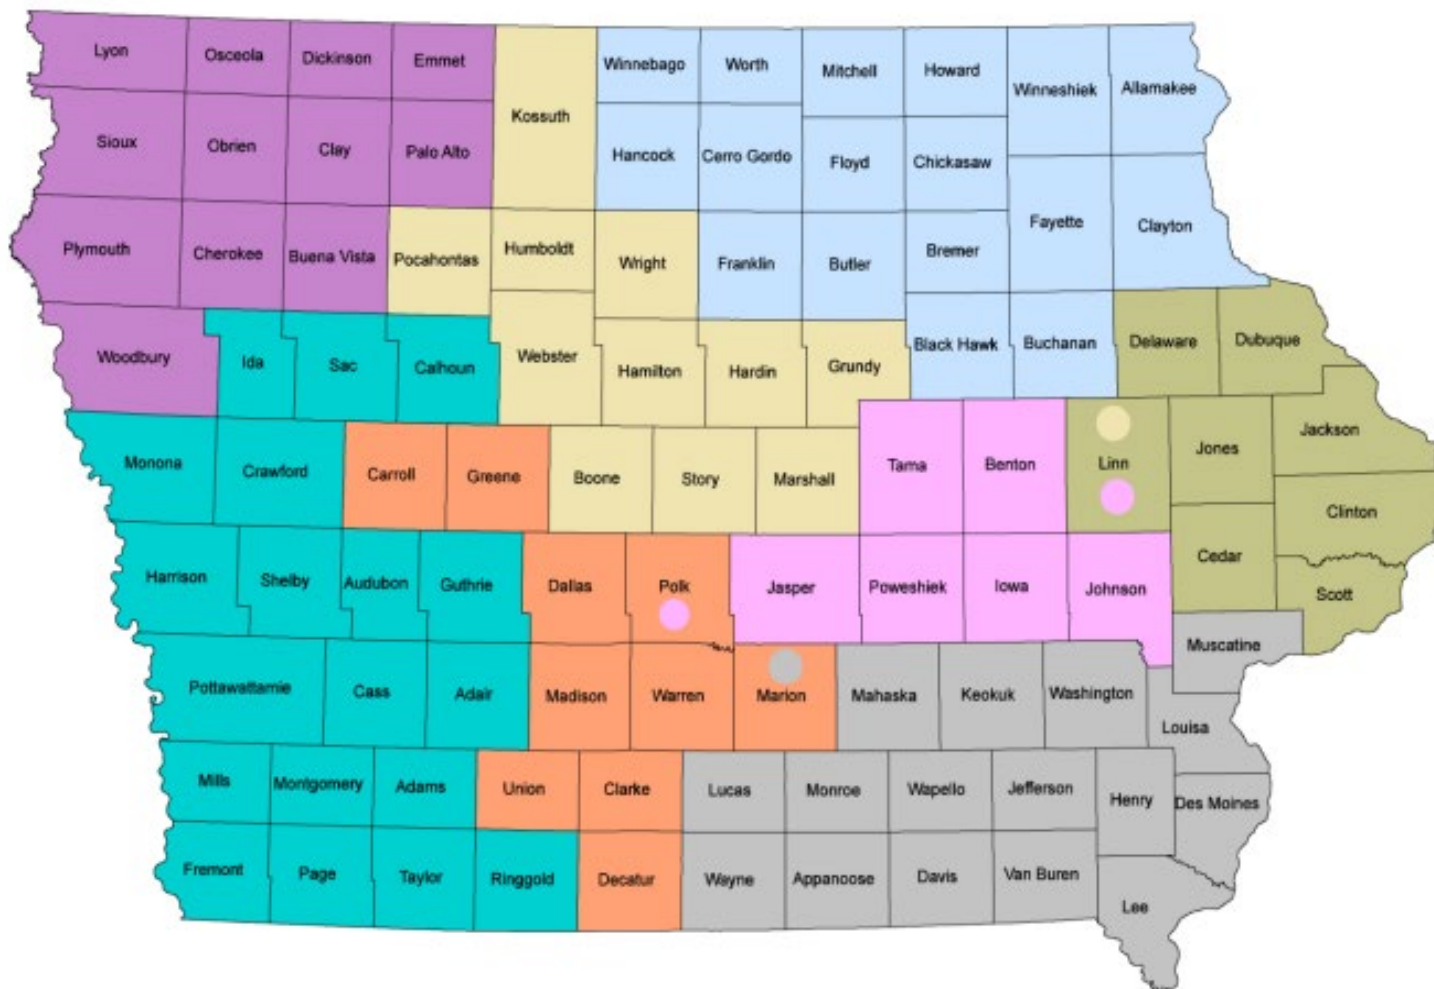 Lyon
Osceola
Dickinson
Emmet
Kossuth
Winnebago
Worth
Mitchell
Howard
Winneshiek
Allamakee
Sioux
Obrien
Clay
Palo Alto
Hancock
Cerro Gordo
Floyd
Chickasaw
Plymouth
Cherokee
Buena Vista
Pocahontas
Humboldt
Wright
Franklin
Butler
Bremer
Fayette
Clayton
Woodbury
Ida
Sac
Calhoun
Webster
Hamilton
Hardin
Grundy
Black Hawk
Buchanan
Delaware
Dubuque
Monona
Crawford
Carroll
Greene
Boone
Story
Marshall
Tama
Benton
Linn
Jones
Jackson
Clinton
Harrison
Shelby
Audubon
Guthrie
Dallas
Polk
Jasper
Poweshiek
Iowa
Johnson
Cedar
Scott
Muscatine
Pottawattamie
Cass
Adair
Madison
Warren
Marion
Mahaska
Keokuk
Washington
Louisa
Mills
Montgomery
Adams
Union
Clarke
Lucas
Monroe
Wapello
Jefferson
Henry
Des Moines
Fremont
Page
Taylor
Ringgold
Decatur
Wayne
Appanoose
Davis
Van Buren
Lee